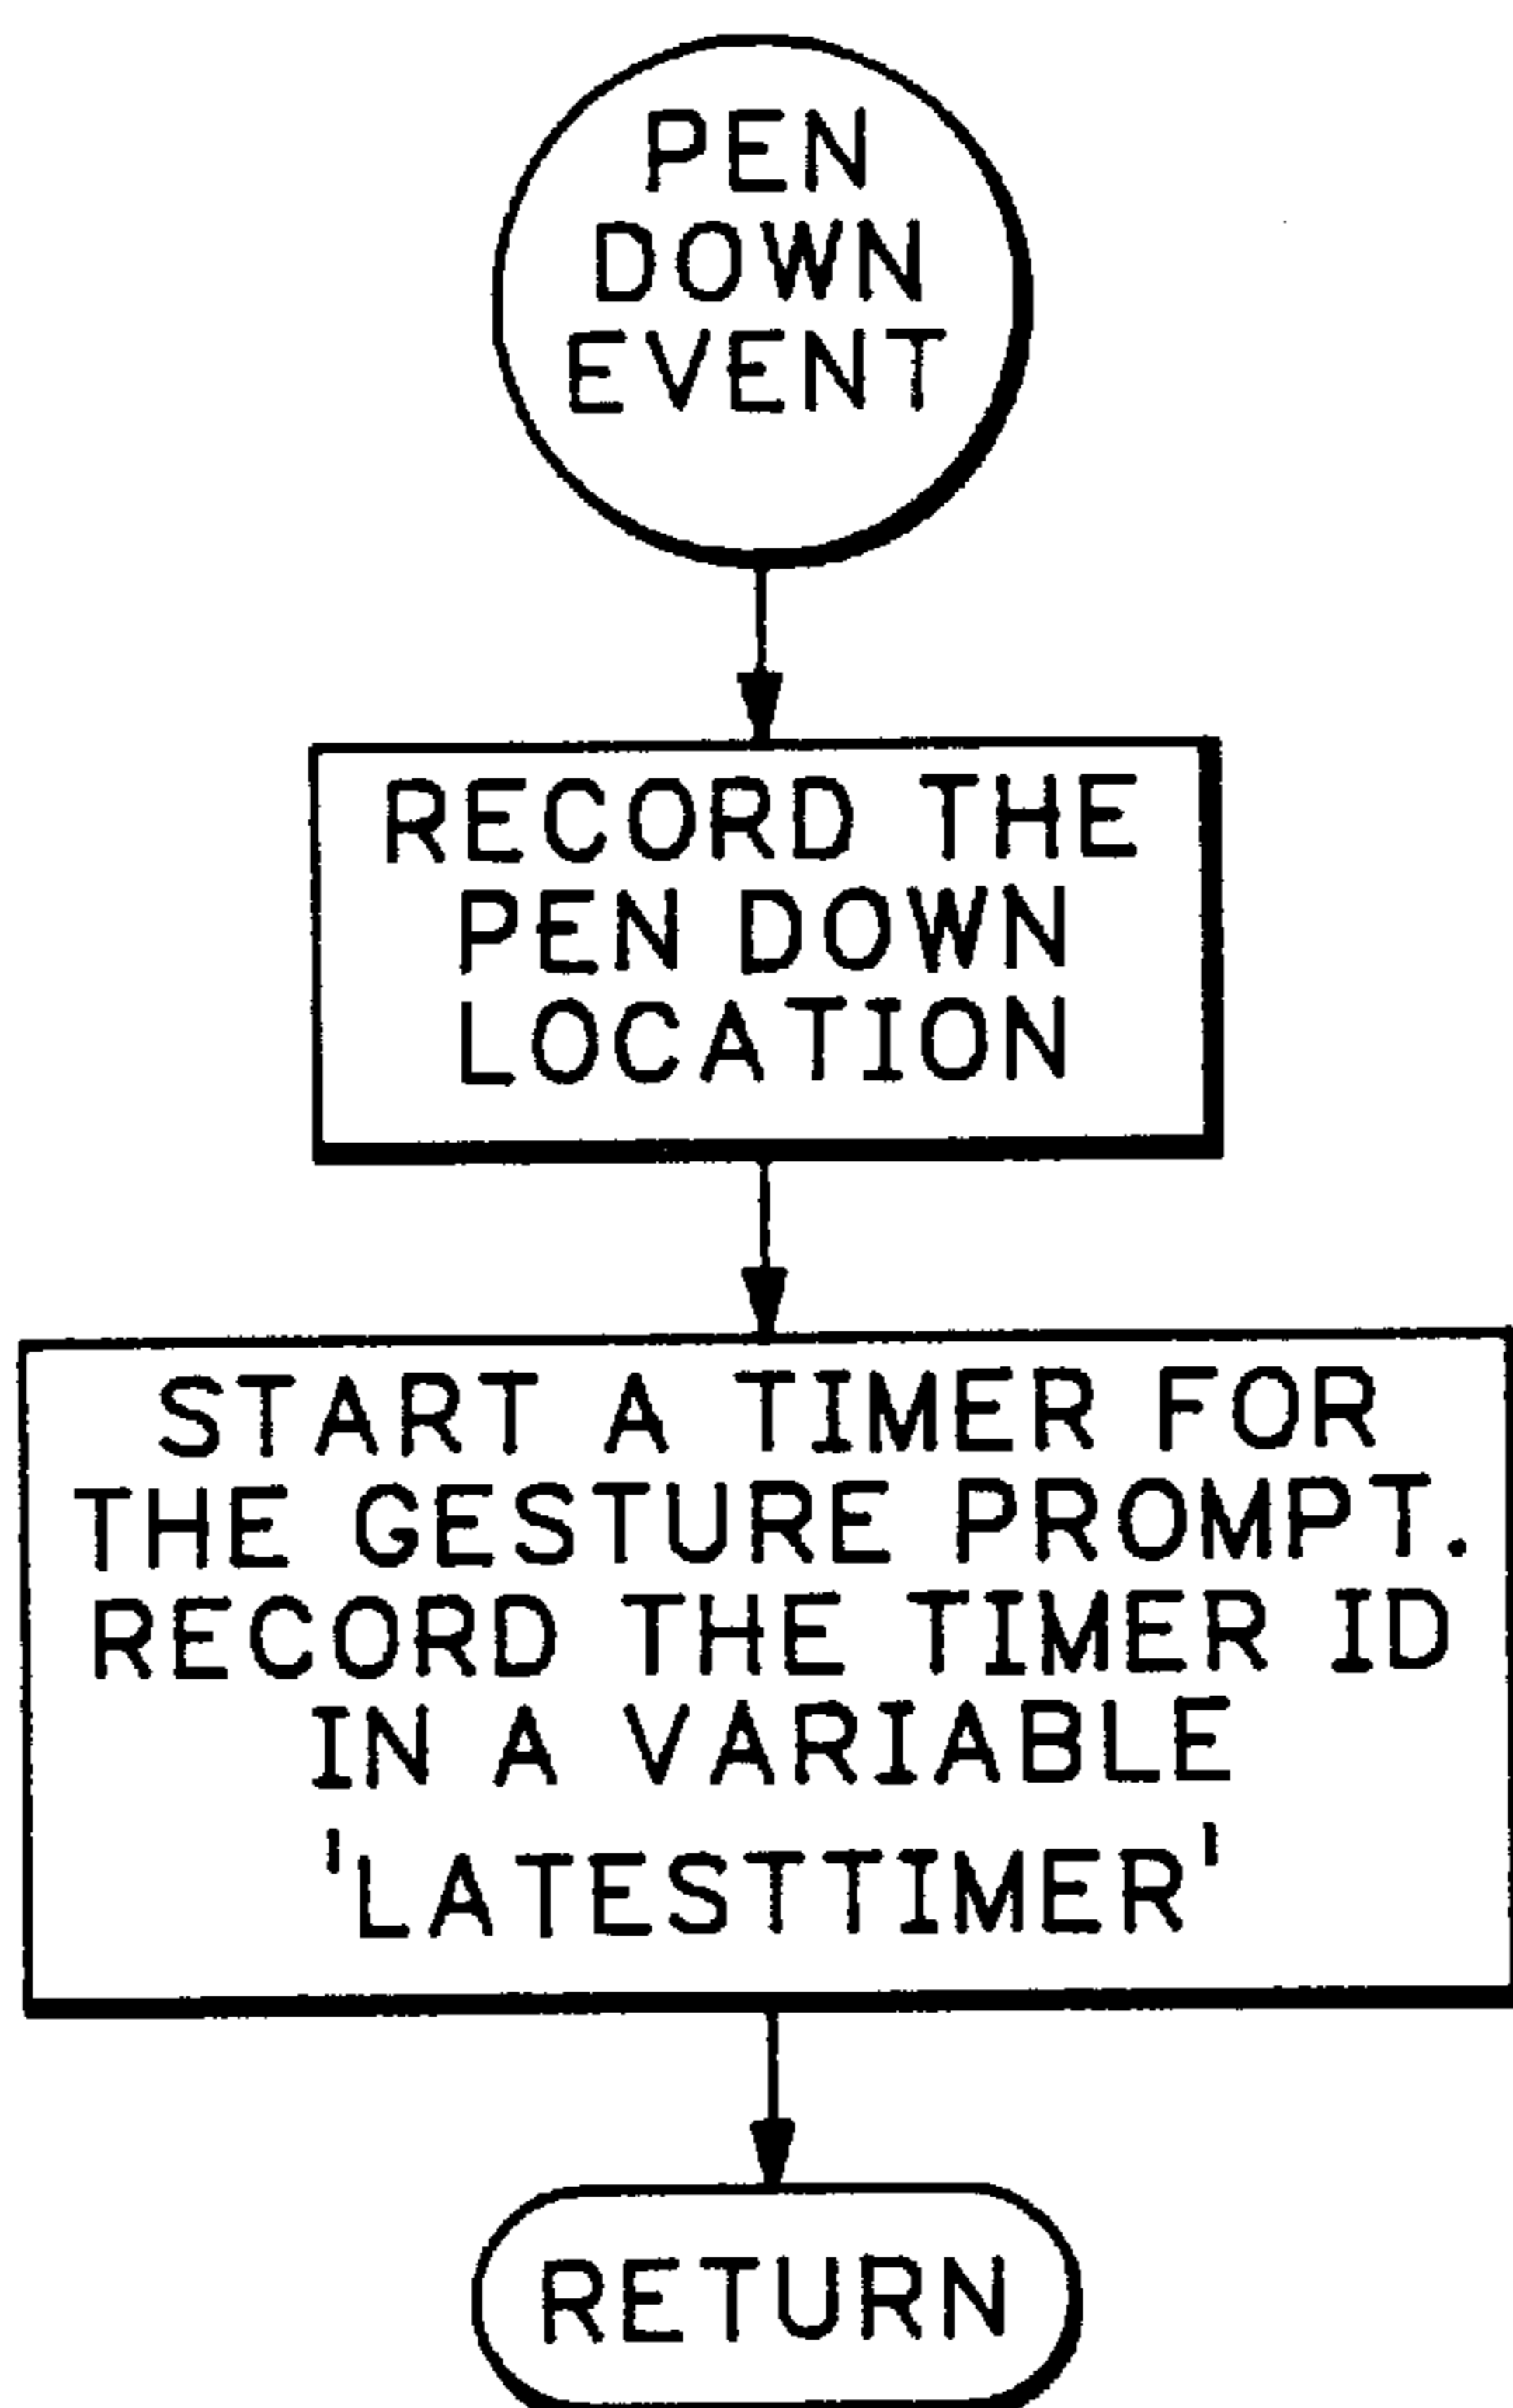 PEN
DOWN
EVENT
RECORD THE
PEN DOWN
LOCATION
START A TIMER FOR
THE GESTURE PROMPT.
RECORD THE TIMER ID
IN A VARIABLE
'LATESTTIMER'
RETURN